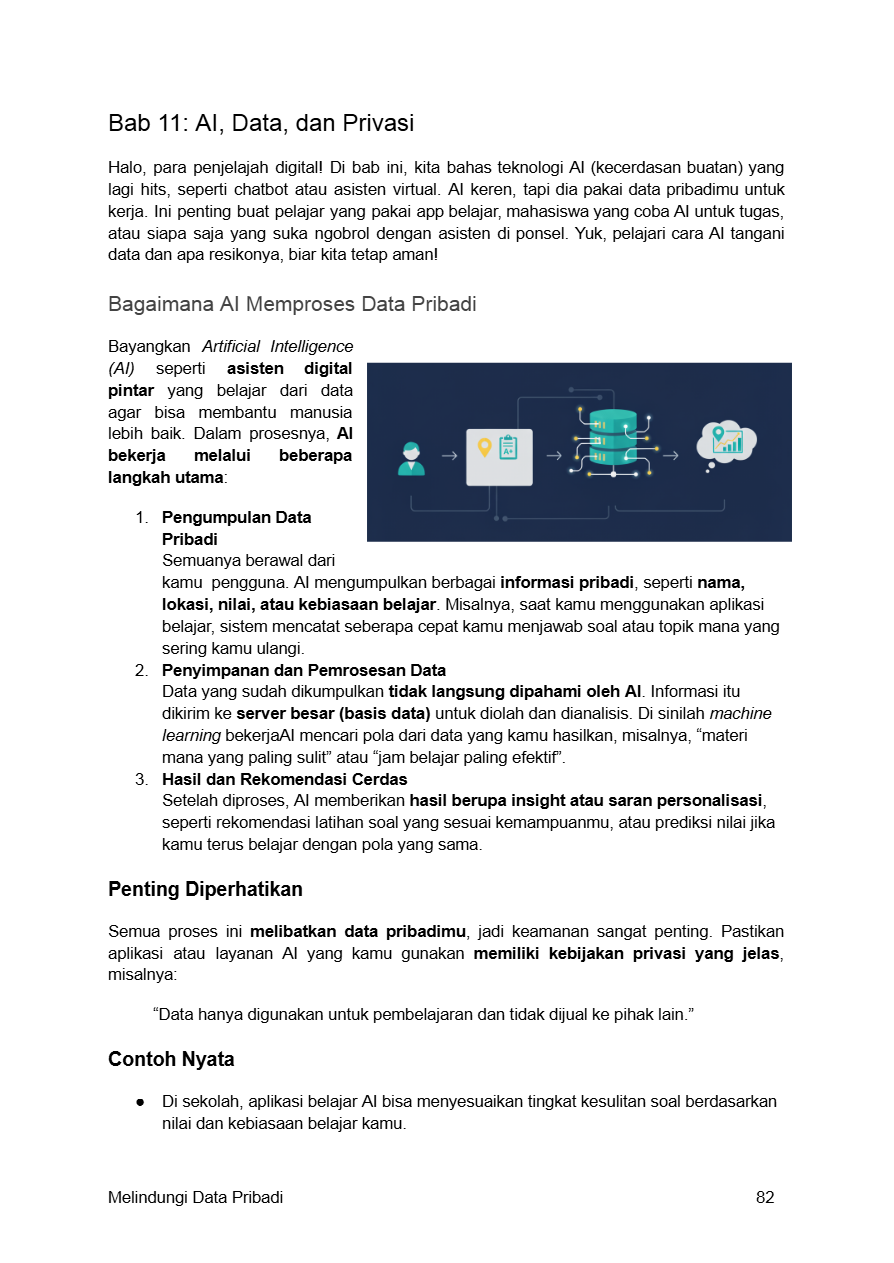 Bab 11: AI, Data, dan Privasi
Halo, para penjelajah digital! Di bab ini, kita bahas teknologi AI (kecerdasan buatan) yang
lagi hits, seperti chatbot atau asisten virtual. AI keren, tapi dia pakai data pribadimu untuk
kerja. Ini penting buat pelajar yang pakai app belajar, mahasiswa yang coba AI untuk tugas,
atau siapa saja yang suka ngobrol dengan asisten di ponsel. Yuk, pelajari cara AI tangani
data dan apa resikonya, biar kita tetap aman!
Bagaimana AI Memproses Data Pribadi
Bayangkan Artificial Intelligence
(AI) seperti asisten digital
pintar yang belajar dari data
agar bisa membantu manusia
lebih baik. Dalam prosesnya, AI
bekerja melalui beberapa
langkah utama:
A+
1. Pengumpulan Data
Pribadi
Semuanya berawal dari
kamu pengguna. AI mengumpulkan berbagai informasi pribadi, seperti nama,
lokasi, nilai, atau kebiasaan belajar. Misalnya, saat kamu menggunakan aplikasi
belajar, sistem mencatat seberapa cepat kamu menjawab soal atau topik mana yang
sering kamu ulangi.
2. Penyimpanan dan Pemrosesan Data
Data yang sudah dikumpulkan tidak langsung dipahami oleh AI. Informasi itu
dikirim ke server besar (basis data) untuk diolah dan dianalisis. Di sinilah machine
learning bekerjaAI mencari pola dari data yang kamu hasilkan, misalnya, “materi
mana yang paling sulit” atau “jam belajar paling efektif”.
3. Hasil dan Rekomendasi Cerdas
Setelah diproses, AI memberikan hasil berupa insight atau saran personalisasi,
seperti rekomendasi latihan soal yang sesuai kemampuanmu, atau prediksi nilai jika
kamu terus belajar dengan pola yang sama.
Penting Diperhatikan
Semua proses ini melibatkan data pribadimu, jadi keamanan sangat penting. Pastikan
aplikasi atau layanan AI yang kamu gunakan memiliki kebijakan privasi yang jelas,
misalnya:
“Data hanya digunakan untuk pembelajaran dan tidak dijual ke pihak lain.”
Contoh Nyata
● Di sekolah, aplikasi belajar AI bisa menyesuaikan tingkat kesulitan soal berdasarkan
nilai dan kebiasaan belajar kamu.
Melindungi Data Pribadi 82